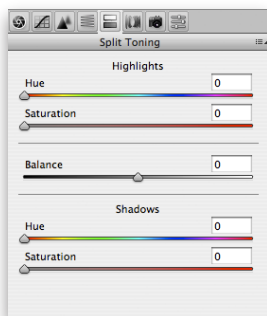 Split Toning
Highlights
Hue 0
Saturation 0
Balance 0
Shadows
Hue 0
Saturation 0